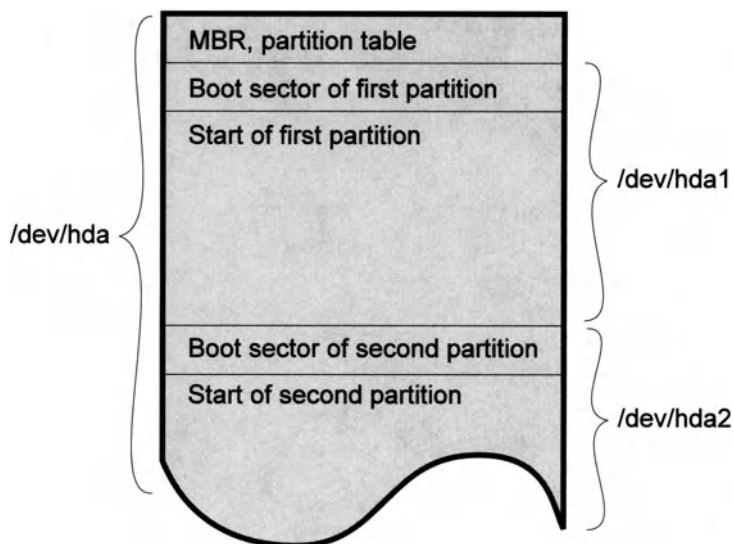 MBR, partition table
Boot sector of first partition
Start of first partition
/dev/hda1
/dev/hda
Boot sector of second partition
Start of second partition
/dev/hda2